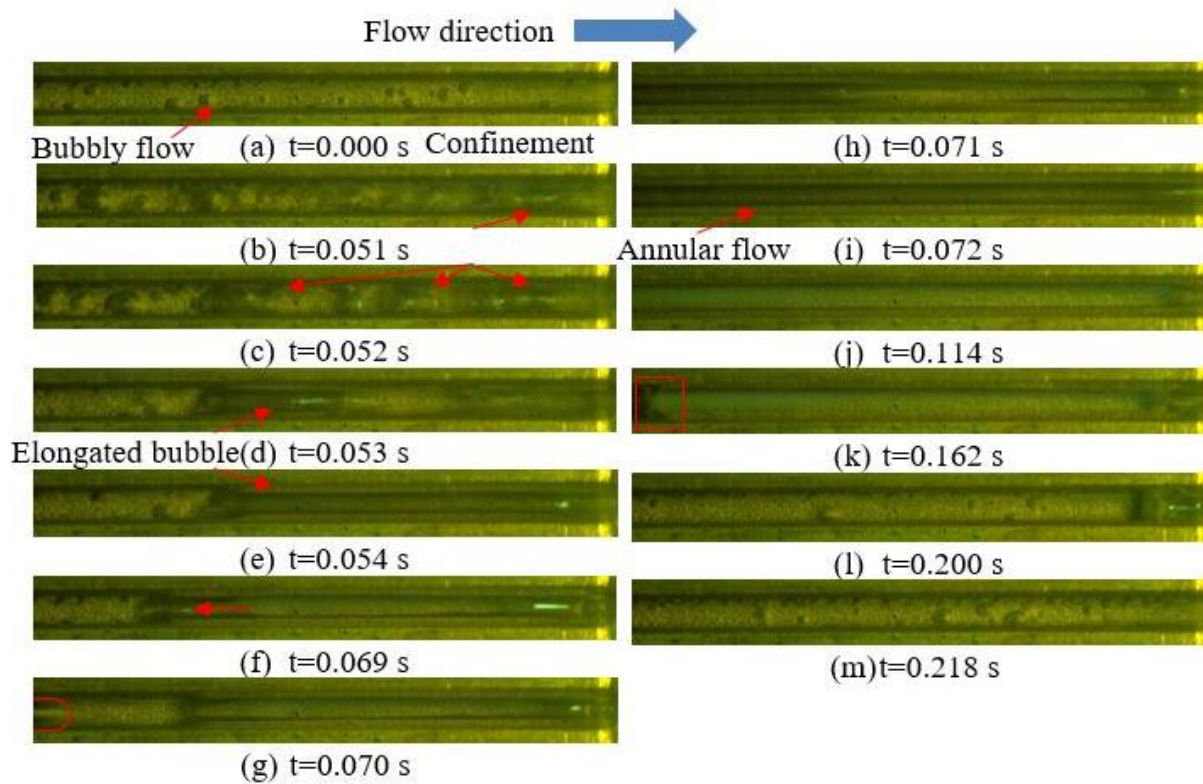 Flow direction
Bubbly flow
(a) t=0.000 s
Confinement
(b) t=0.051 s
(c) t=0.052 s
Elongated bubble(d) t=0.053 s
(e) t=0.054 s
(f) t=0.069 s
(g) t=0.070 s
(h) t=0.071 s
Annular flow
(i) t=0.072 s
(j) t=0.114 s
(k) t=0.162 s
(l) t=0.200 s
(m)t=0.218 s